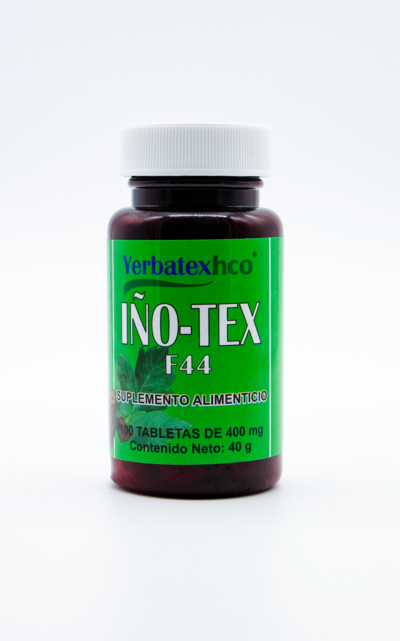 Yerbatexhco®
IÑO-TEX
F44
SUPLEMENTO ALIMENTICIO
100 TABLETAS DE 400 mg
Contenido Neto: 40 g